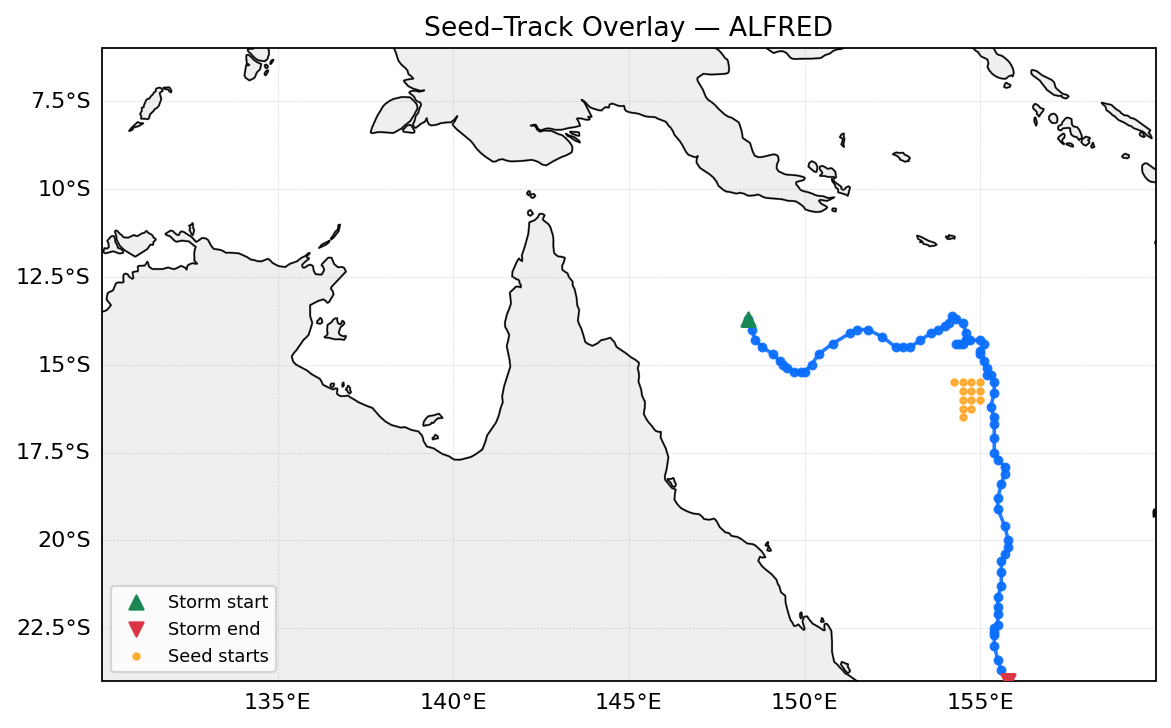 Seed–Track Overlay — ALFRED
7.5°S
10°S
12.5°S
15°S
17.5°S
20°S
22.5°S
Storm start
Storm end
Seed starts
135°E
140°E
145°E
150°E
155°E